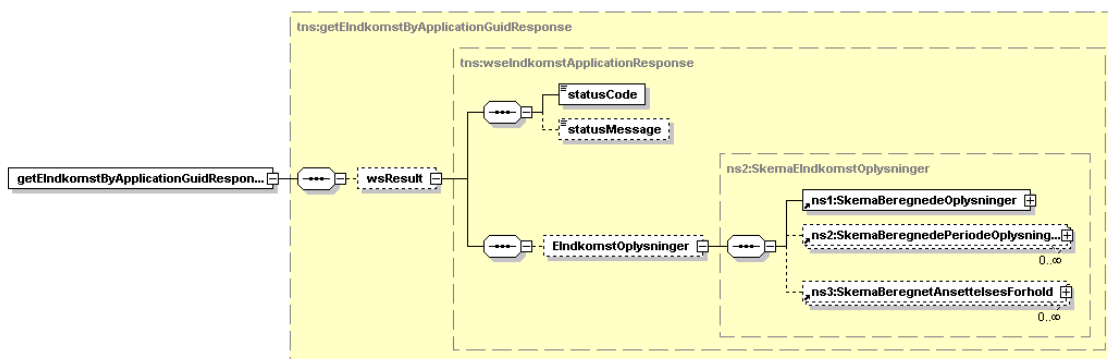 tns:getEIndkomstByApplicationGuidResponse
tns:wseIndkomstApplicationResponse
statusCode
statusMessage
getEIndkomstByApplicationGuidRespon...
wsResult
ns2:SkemaEIndkomstOplysninger
ns1:SkemaBeregnedeOplysninger
EIndkomstOplysninger
ns2:SkemaBeregnedePeriodeOplysning...
0..∞
ns3:SkemaBeregnetAnsettelsesForhold
0..∞